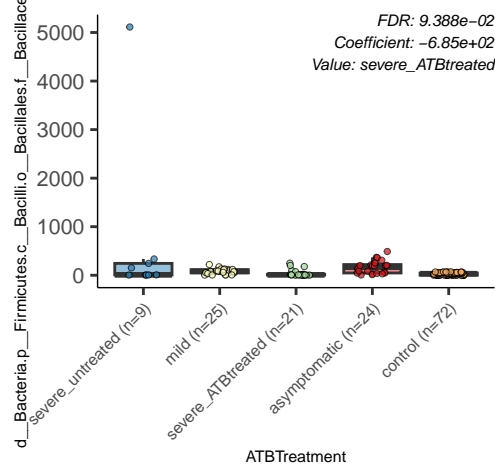 FDR: 9.388e−02
Coefficient: −6.85e+02
Value: severe_ATBtreated
d__Bacteria.p__Firmicutes.c__Bacilli.o__Bacillales.f__Bacillace
5000
4000
3000
2000
1000
0
severe_untreated (n=9)
mild (n=25)
severe_ATBtreated (n=21)
asymptomatic (n=24)
control (n=72)
ATBTreatment